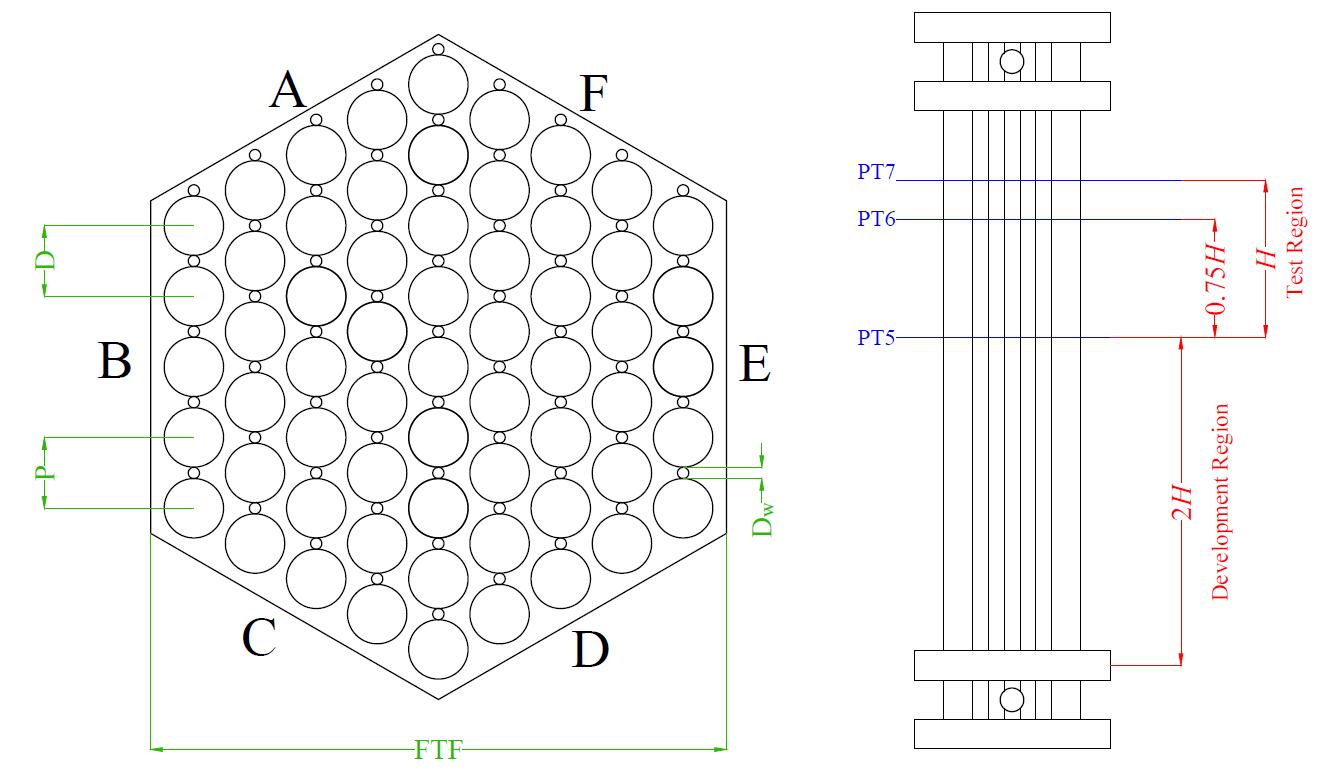 A
F
D
B
E
P
Dw
C
D
FTF
PT7
PT6
PT5
0.75H
H
Test Region
2H
Development Region